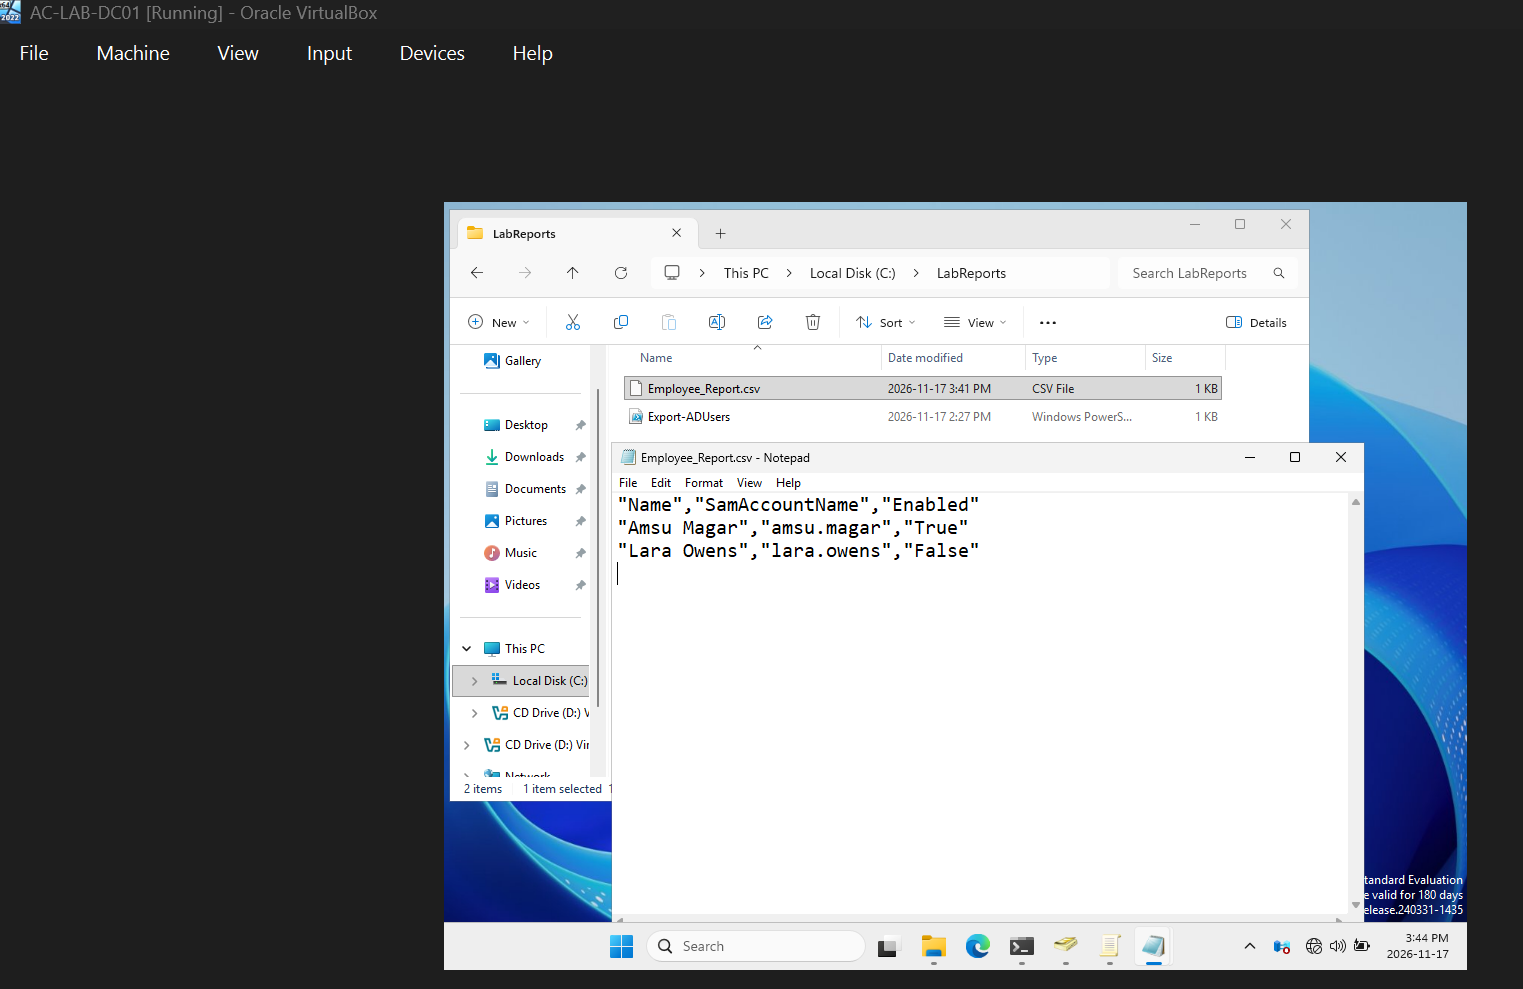 AC-LAB-DC01 [Running] - Oracle VirtualBox
File Machine View Input Devices Help
LabReports
This PC Local Disk (C:) LabReports
Search LabReports
New Sort View Details
Gallery
Desktop
Downloads
Documents
Pictures
Music
Videos
This PC
Local Disk (C:)
CD Drive (D:) V
CD Drive (D:) Vir
Network
2 items 1 item selected 1
Name Date modified Type Size
Employee_Report.csv 2026-11-17 3:41 PM CSV File 1 KB
Export-ADUsers 2026-11-17 2:27 PM Windows PowerS... 1 KB
Employee_Report.csv - Notepad
File Edit Format View Help
"Name","SamAccountName","Enabled"
"Amsu Magar","amsu.magar","True"
"Lara Owens","lara.owens","False"
tandard Evaluation
e valid for 180 days
elease.240331-1435
Search
3:44 PM
2026-11-17